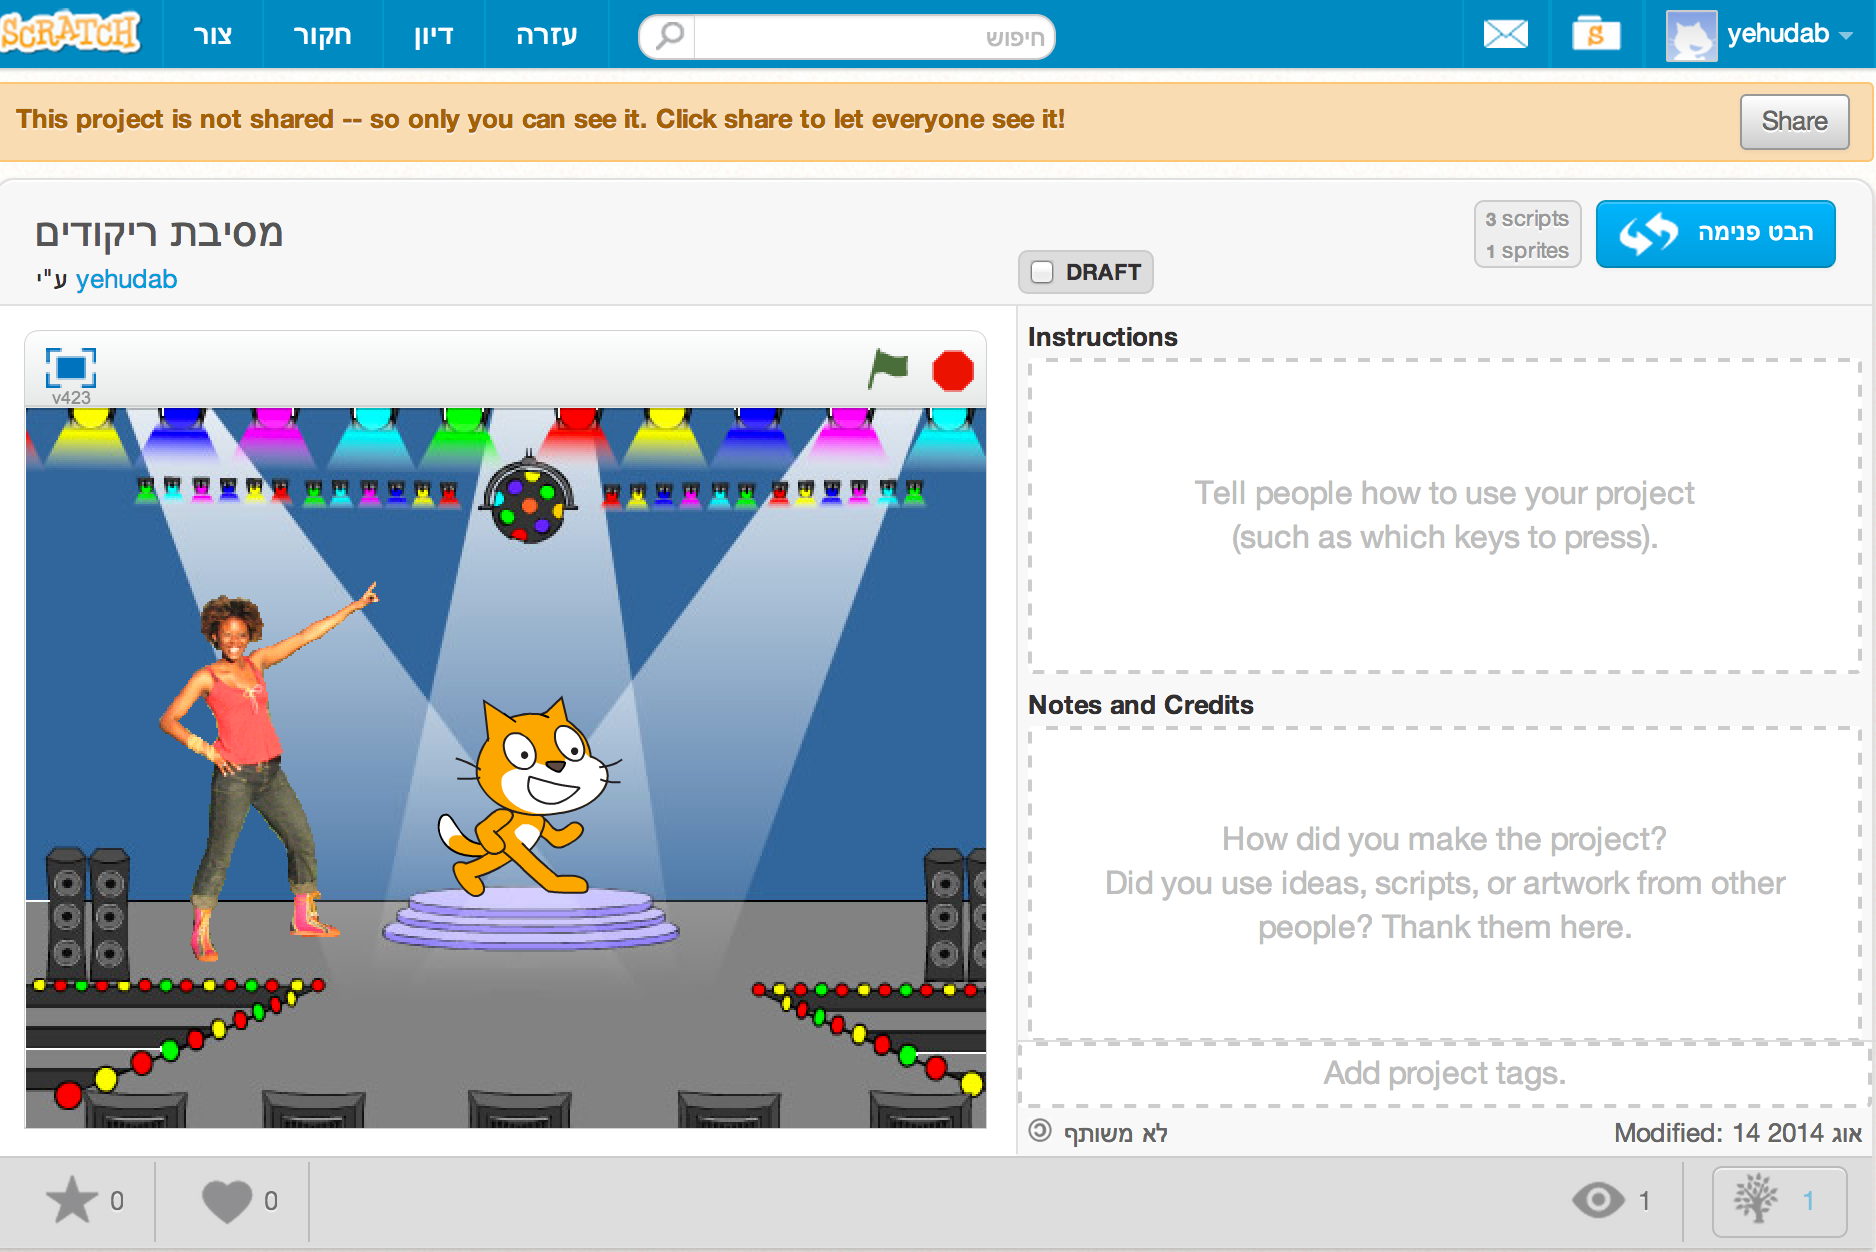 SCRATCH
צור
חקור
דיון
עזרה
חיפוש
S
yehudab
This project is not shared -- so only you can see it. Click share to let everyone see it!
Share
מסיבת ריקודים
ע"י yehudab
DRAFT
3 scripts
1 sprites
הבט פנימה
v423
Instructions
Tell people how to use your project
(such as which keys to press).
Notes and Credits
How did you make the project?
Did you use ideas, scripts, or artwork from other
people? Thank them here.
Add project tags.
לא משותף
Modified: 14 אוג 2014
0
0
1
1